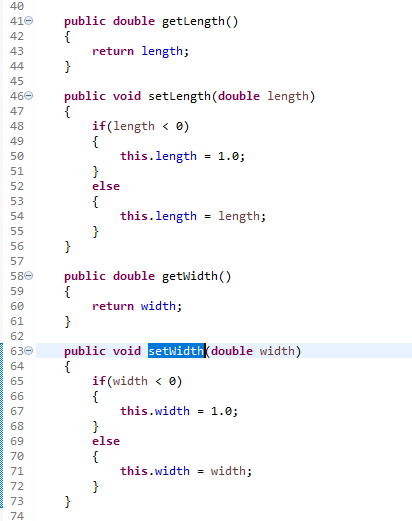 40
41 public double getLength()
42 {
43     return length;
44 }
45
46 public void setLength(double length)
47 {
48     if(length < 0)
49     {
50         this.length = 1.0;
51     }
52     else
53     {
54         this.length = length;
55     }
56 }
57
58 public double getWidth()
59 {
60     return width;
61 }
62
63 public void setWidth(double width)
64 {
65     if(width < 0)
66     {
67         this.width = 1.0;
68     }
69     else
70     {
71         this.width = width;
72     }
73 }
74